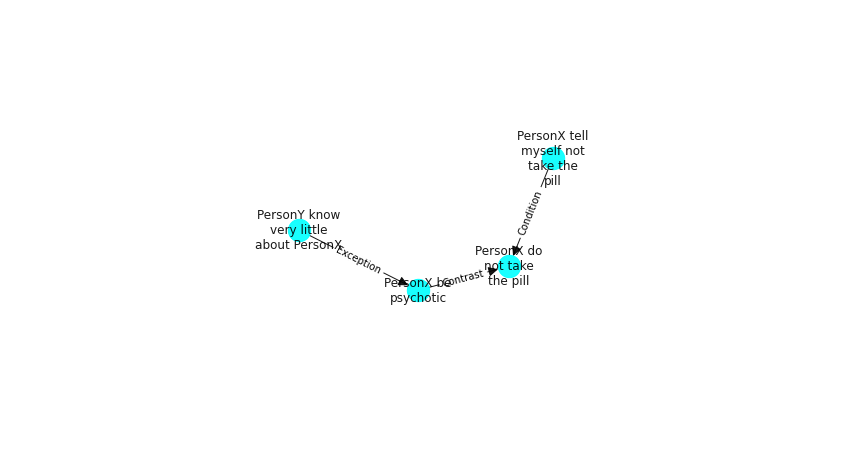 PersonX tell
myself not
take the
pill
Condition
PersonY know
very little
about PersonX
Exception
PersonX do
not take
the pill
Contrast
PersonX be
psychotic